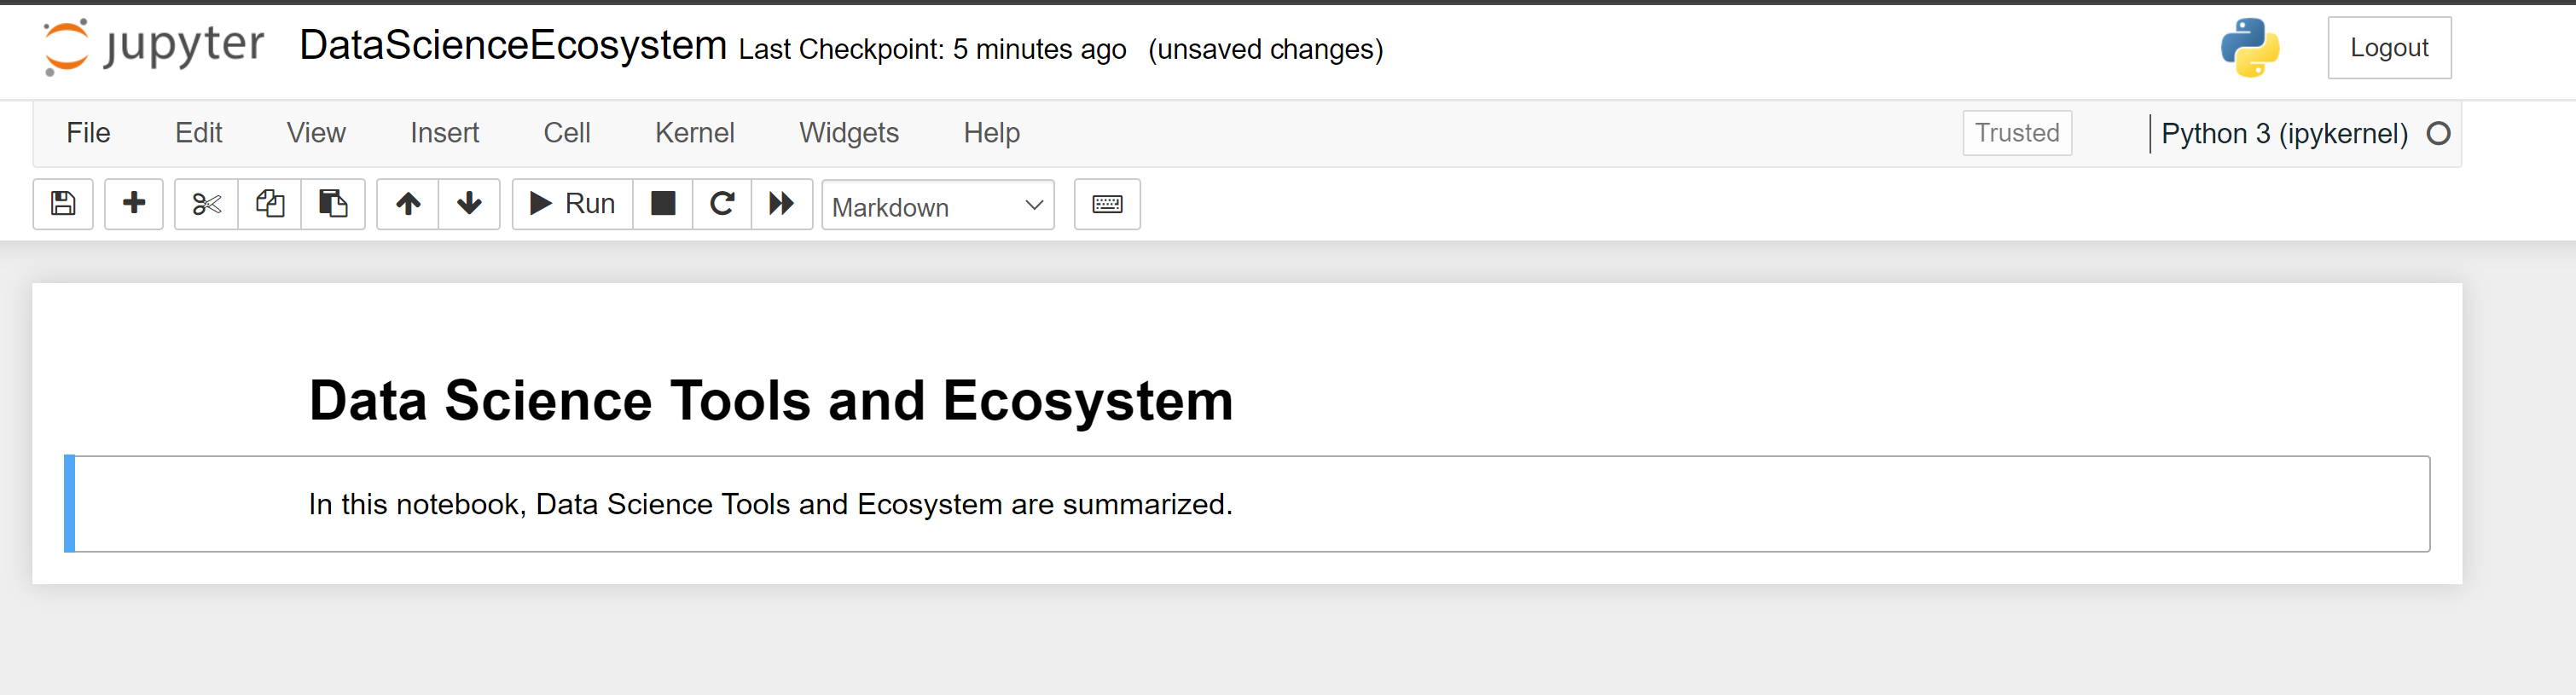 jupyter DataScienceEcosystem Last Checkpoint: 5 minutes ago (unsaved changes) Logout
File Edit View Insert Cell Kernel Widgets Help Trusted Python 3 (ipykernel)
Run Markdown
Data Science Tools and Ecosystem
In this notebook, Data Science Tools and Ecosystem are summarized.